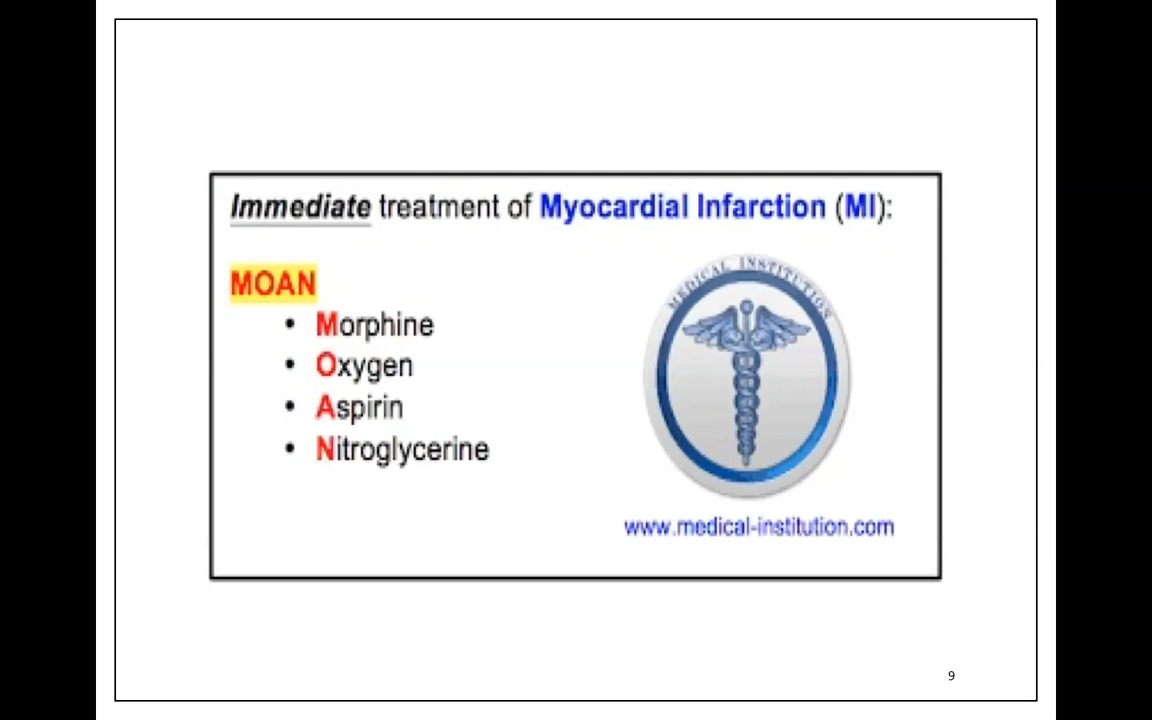 Immediate treatment of Myocardial Infarction (MI):
MOAN
• Morphine
• Oxygen
• Aspirin
• Nitroglycerine
MEDICAL INSTITUTION
www.medical-institution.com
9